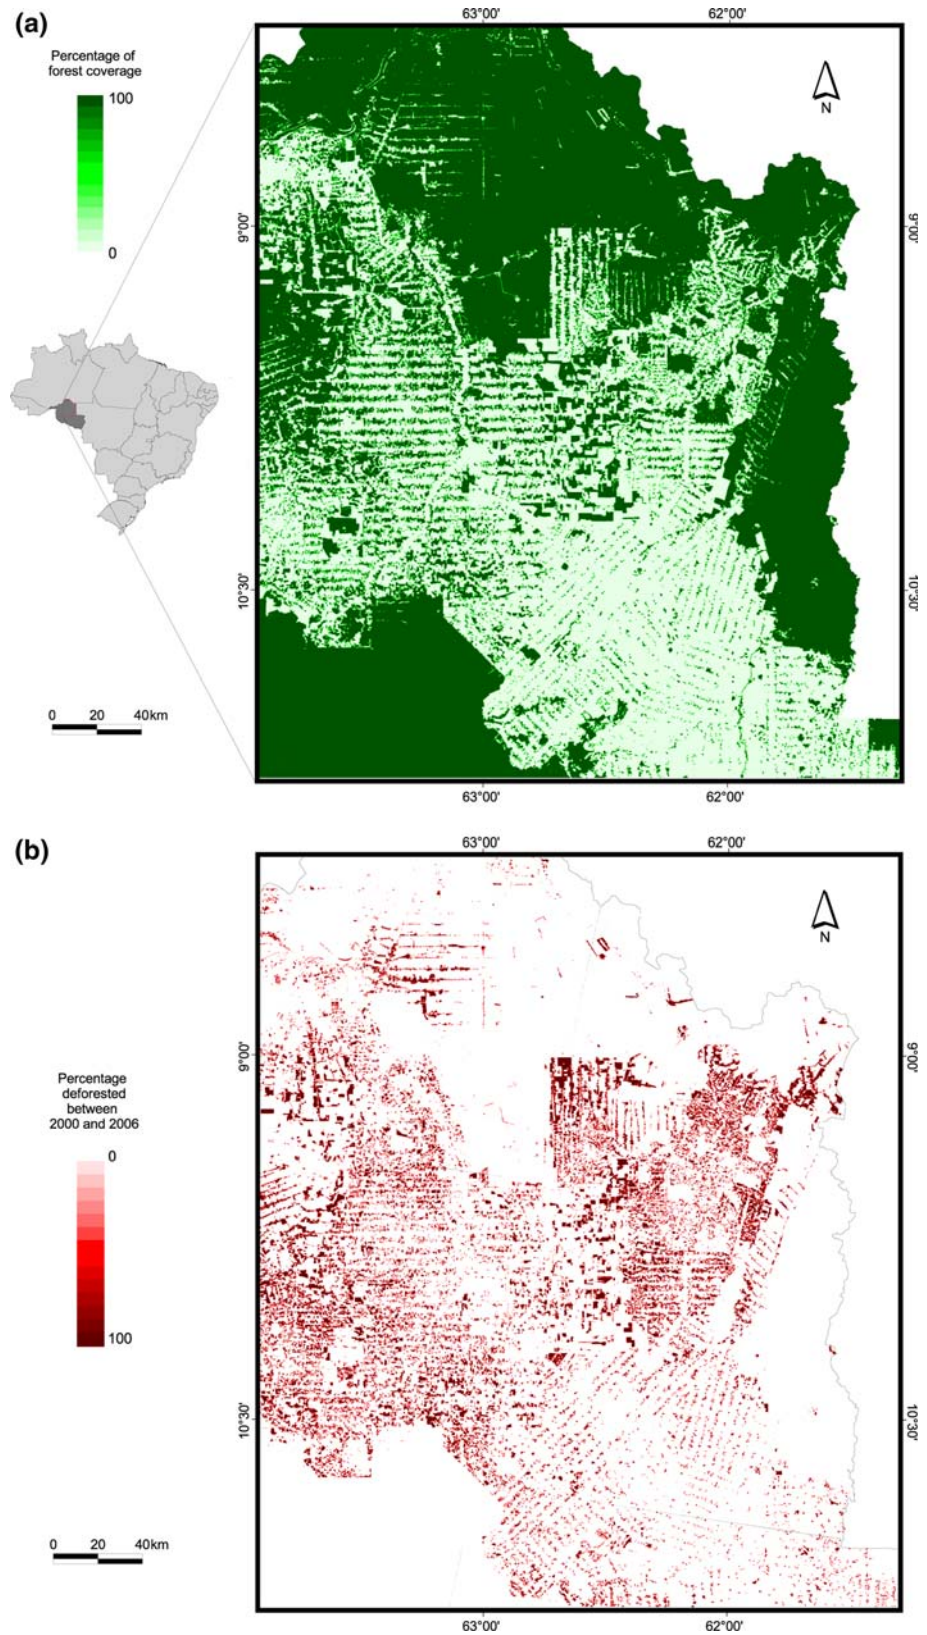 (a)
63°00'
62°00'
Percentage of
forest coverage
100
0
N
9°00'
9°00'
10°30'
10°30'
0 20 40km
63°00'
62°00'
(b)
63°00'
62°00'
N
9°00'
9°00'
Percentage
deforested
between
2000 and 2006
0
100
10°30'
10°30'
0 20 40km
63°00'
62°00'